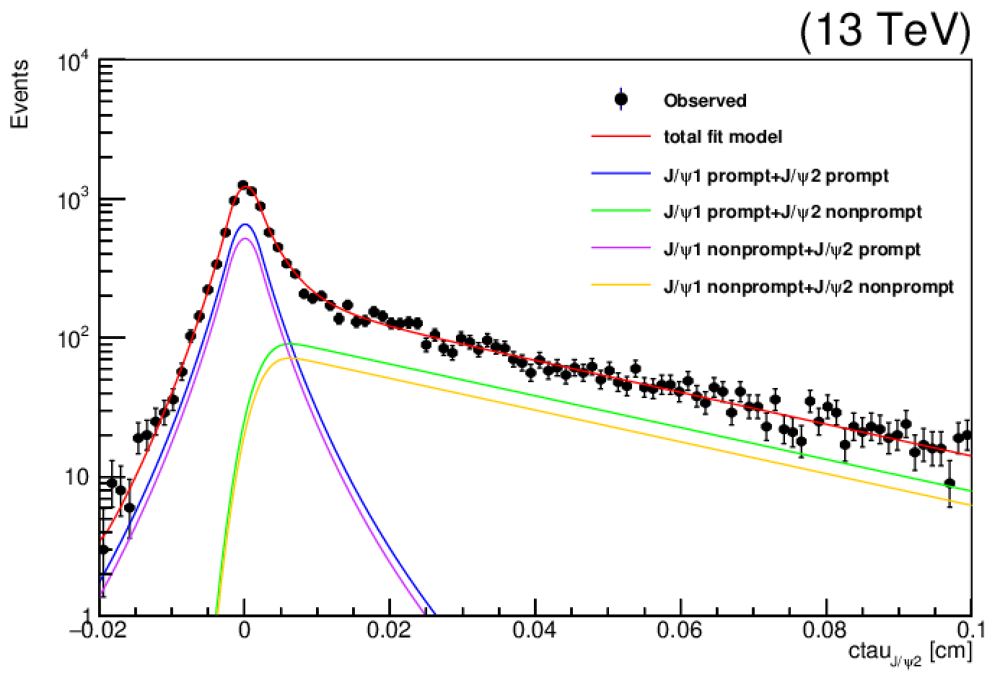 (13 TeV)
Events
10⁴
10³
10²
10
1
Observed
total fit model
J/ψ1 prompt+J/ψ2 prompt
J/ψ1 prompt+J/ψ2 nonprompt
J/ψ1 nonprompt+J/ψ2 prompt
J/ψ1 nonprompt+J/ψ2 nonprompt
−0.02 0 0.02 0.04 0.06 0.08 0.1
ctau_J/ψ2 [cm]